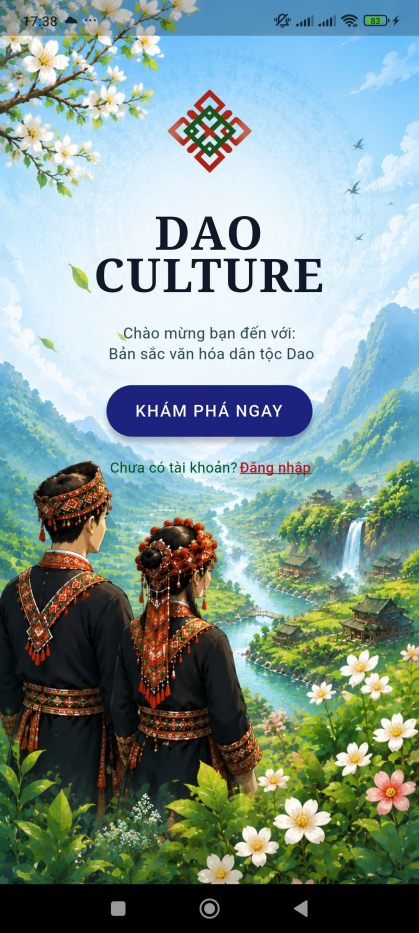 17:38
83
DAO
CULTURE
Chào mừng bạn đến với:
Bản sắc văn hóa dân tộc Dao
KHÁM PHÁ NGAY
Chưa có tài khoản? Đăng nhập